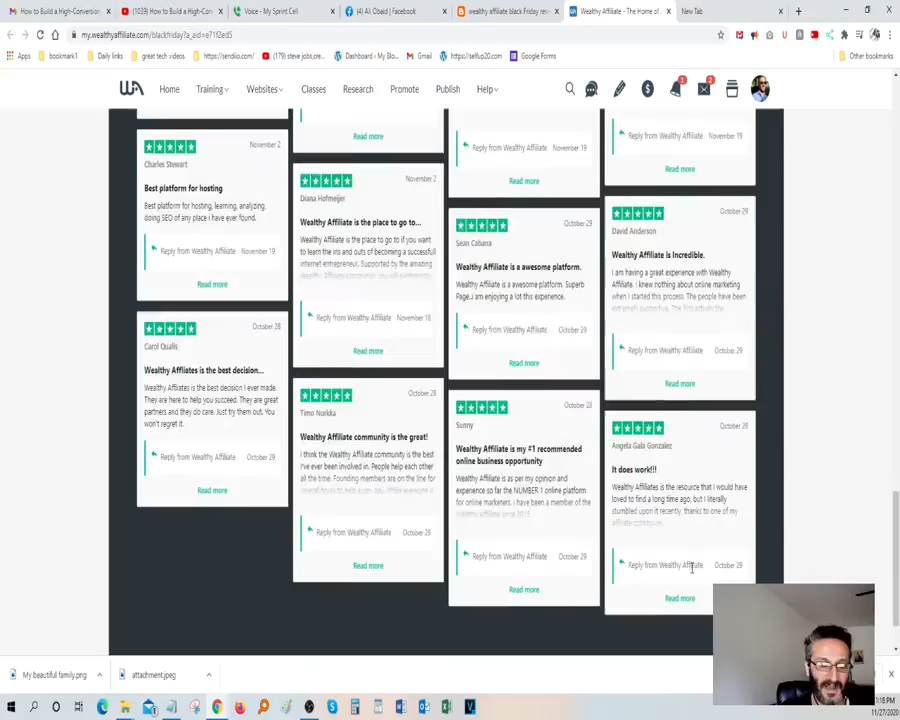 How to Build a High-Conversion
(1039) How to Build a High-Con
Voice - My Sprint Cell
(4) Ali Obaid | Facebook
wealthy affiliate black Friday rev
Wealthy Affiliate - The Home of
New Tab
my.wealthyaffiliate.com/blackfriday?a_aid=e71f2ed5
Apps
bookmark1
Daily links
great tech videos
https://sendiio.com/
(179) steve jobs,cre...
Dashboard ‹ My Blo...
Gmail
https://selfup20.com
Google Forms
Other bookmarks
WA
Home
Training
Websites
Classes
Research
Promote
Publish
Help
Read more
Reply from Wealthy Affiliate November 19
Read more
Reply from Wealthy Affiliate November 19
Read more
November 2
Charles Stewart
Best platform for hosting
Best platform for hosting, learning, analyzing,
doing SEO of any place i have ever found.
Reply from Wealthy Affiliate November 19
Read more
October 28
Carol Qualls
Wealthy Affliates is the best decision...
Wealthy Affliates is the best decision I ever made.
They are here to help you succeed. They are great
partners and they do care. Just try them out. You
won't regret it.
Reply from Wealthy Affiliate October 29
Read more
November 2
Diana Hofmeijer
Wealthy Affiliate is the place to go to...
Wealthy Affiliate is the place to go to if you want
to learn the ins and outs of becoming a successfull
internet entrepreneur. Supported by the amazing
Reply from Wealthy Affiliate November 18
Read more
October 28
Timo Nurkka
Wealthy Affiliate community is the great!
I think the Wealthy Affiliate community is the best
I've ever been involved in. People help each other
all the time. Founding members are on the line for
Reply from Wealthy Affiliate October 29
Read more
October 29
Sean Cabana
Wealthy Affiliate is a awesome platform.
Wealthy Affiliate is a awesome platform. Superb
Page..i am enjoying a lot this experience.
Reply from Wealthy Affiliate October 29
Read more
October 28
Sunny
Wealthy Affiliate is my #1 recommended
online business opportunity
Wealthy Affiliate is as per my opinion and
experience so far the NUMBER 1 online platform
for online marketers. i have been a member of the
Wealthy Affiliate since 2015.
Reply from Wealthy Affiliate October 29
Read more
October 29
David Anderson
Wealthy Affiliate is Incredible.
I am having a great experience with Wealthy
Affiliate. I knew nothing about online marketing
when I started this process. The people have been
extremely supportive. The first
Reply from Wealthy Affiliate October 29
Read more
October 28
Angela Gala Gonzalez
It does work!!!
Wealthy Affiliates is the resource that I would have
loved to find a long time ago, but I literally
stumbled upon it recently thanks to one of my
affiliate
Reply from Wealthy Affiliate October 29
Read more
My beautiful family.png
attachment.jpeg
1:18 PM
11/27/2020